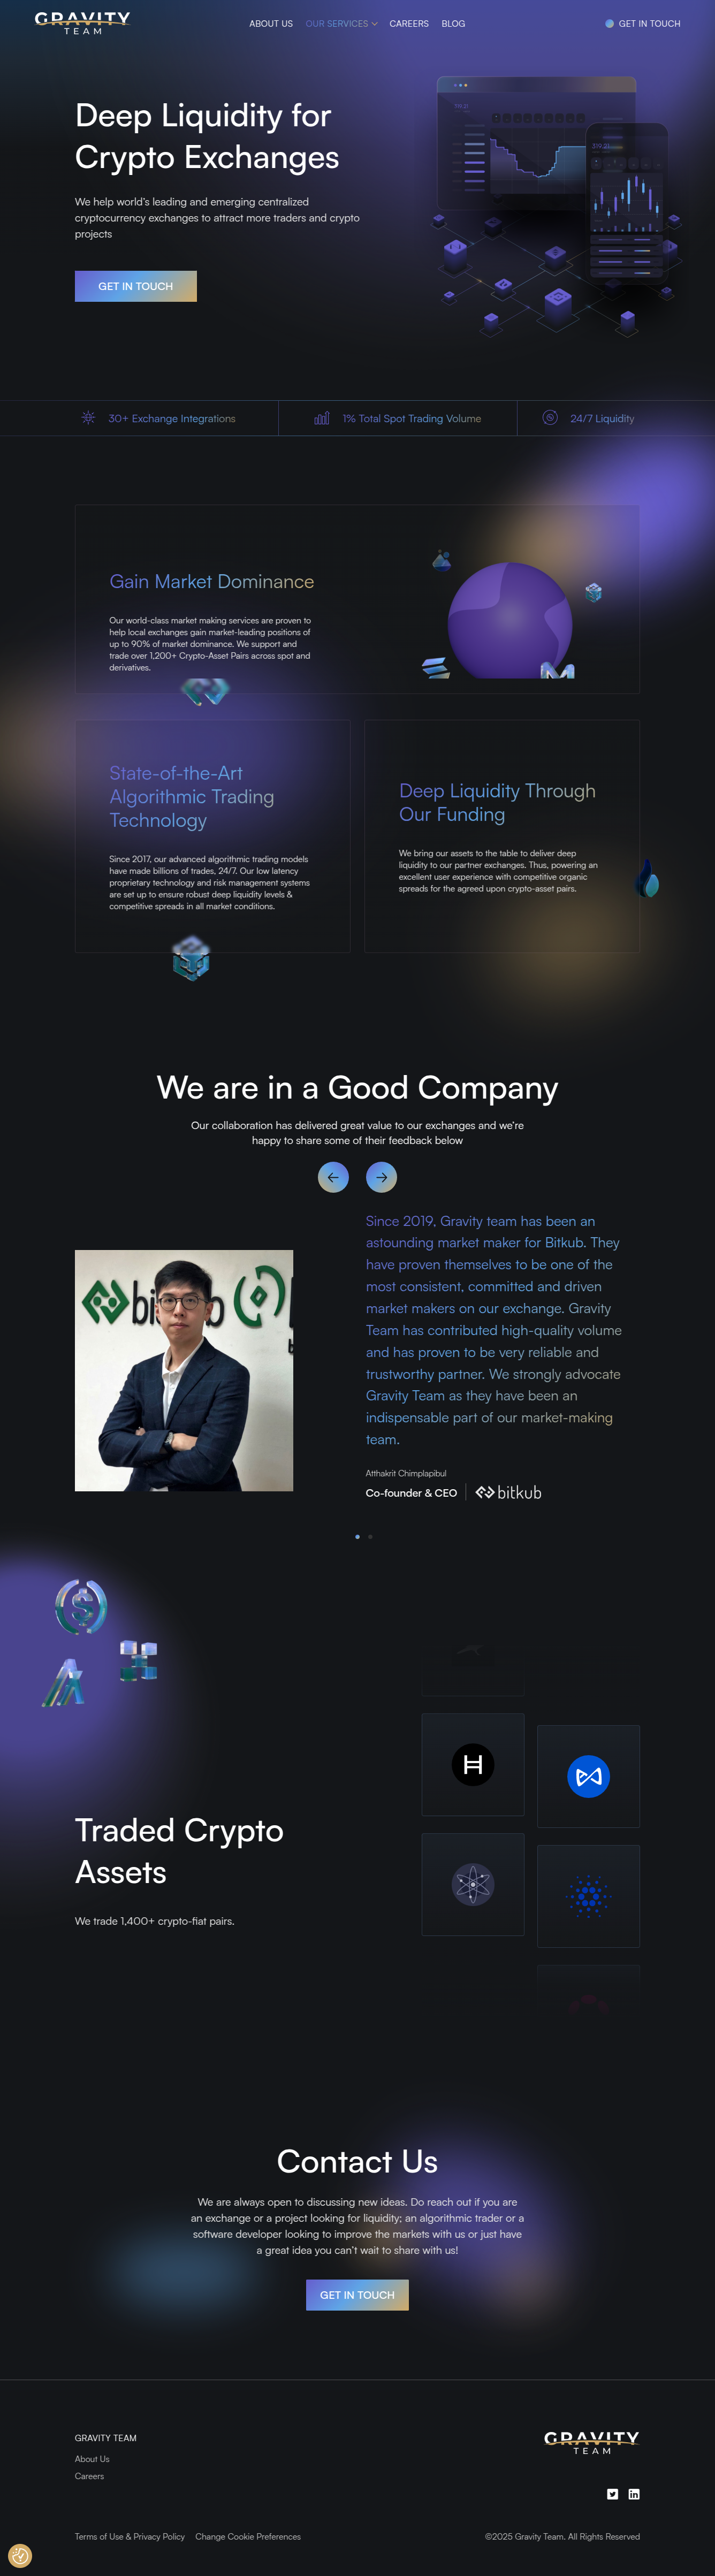 GRAVITY
TEAM
ABOUT US
OUR SERVICES
CAREERS
BLOG
GET IN TOUCH
Deep Liquidity for
Crypto Exchanges
We help world's leading and emerging centralized
cryptocurrency exchanges to attract more traders and crypto
projects
GET IN TOUCH
30+ Exchange Integrations
1% Total Spot Trading Volume
24/7 Liquidity
Gain Market Dominance
Our world-class market making services are proven to
help local exchanges gain market-leading positions of
up to 90% of market dominance. We support and
trade over 1,200+ Crypto-Asset Pairs across spot and
derivatives.
State-of-the-Art
Algorithmic Trading
Technology
Since 2017, our advanced algorithmic trading models
have made billions of trades, 24/7. Our low latency
proprietary technology and risk management systems
are set up to ensure robust deep liquidity levels &
competitive spreads in all market conditions.
Deep Liquidity Through
Our Funding
We bring our assets to the table to deliver deep
liquidity to our partner exchanges. Thus, powering an
excellent user experience with competitive organic
spreads for the agreed upon crypto-asset pairs.
We are in a Good Company
Our collaboration has delivered great value to our exchanges and we're
happy to share some of their feedback below
Since 2019, Gravity team has been an
astounding market maker for Bitkub. They
have proven themselves to be one of the
most consistent, committed and driven
market makers on our exchange. Gravity
Team has contributed high-quality volume
and has proven to be very reliable and
trustworthy partner. We strongly advocate
Gravity Team as they have been an
indispensable part of our market-making
team.
Atthakrit Chimplapibul
Co-founder & CEO
bitkub
Traded Crypto
Assets
We trade 1,400+ crypto-fiat pairs.
Contact Us
We are always open to discussing new ideas. Do reach out if you are
an exchange or a project looking for liquidity; an algorithmic trader or a
software developer looking to improve the markets with us or just have
a great idea you can't wait to share with us!
GET IN TOUCH
GRAVITY TEAM
About Us
Careers
GRAVITY
TEAM
Terms of Use & Privacy Policy
Change Cookie Preferences
©2025 Gravity Team. All Rights Reserved